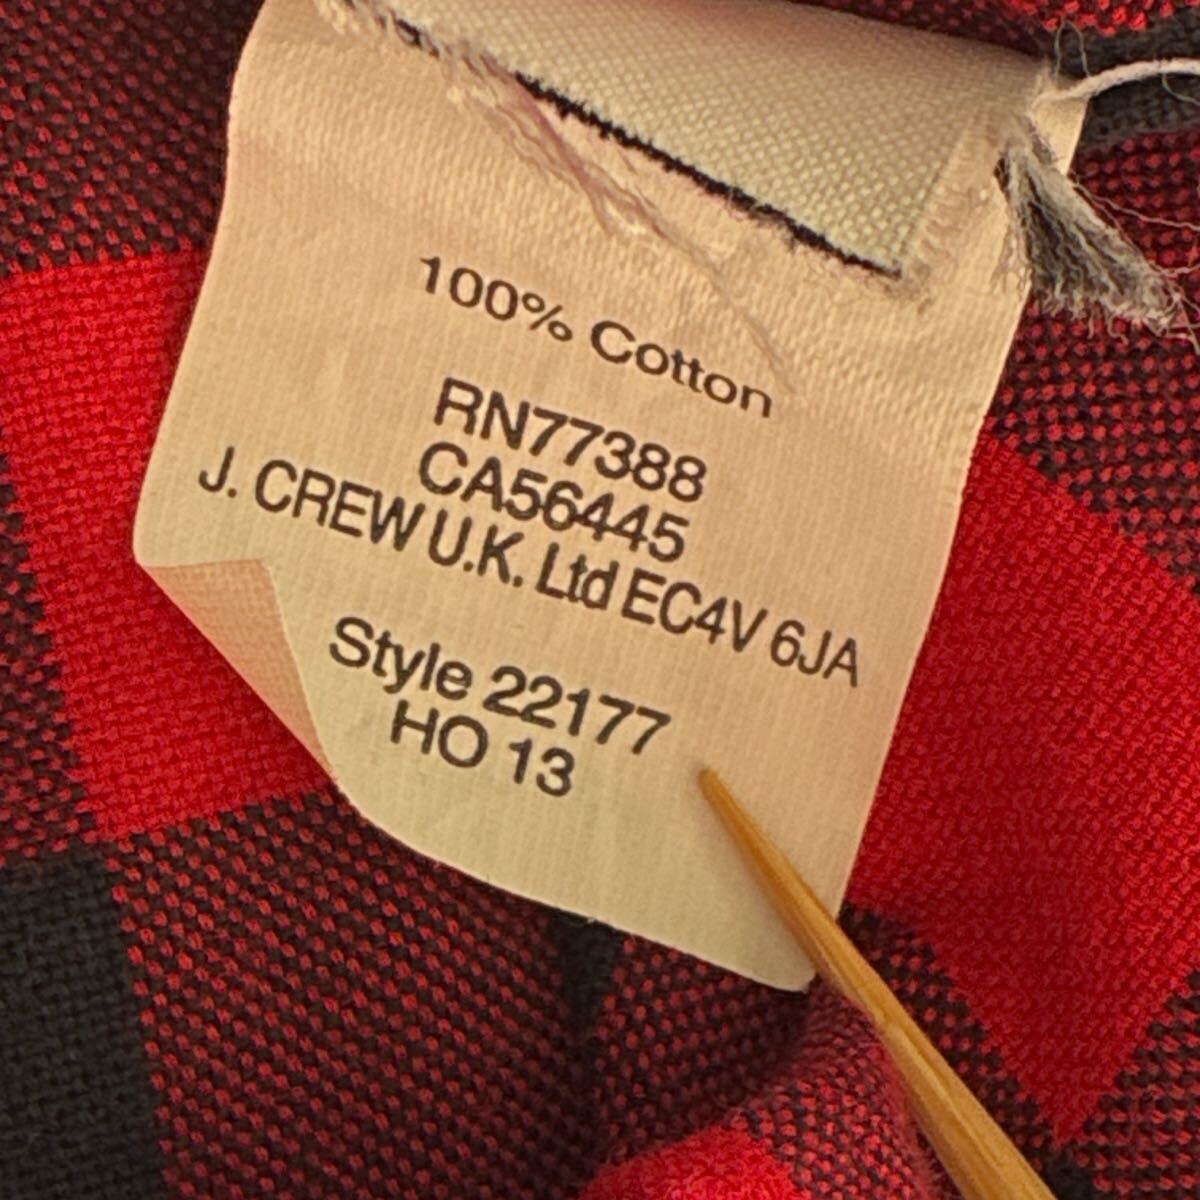 100% Cotton
RN77388
CA56445
J. CREW U.K. Ltd EC4V 6JA
Style 22177
HO 13